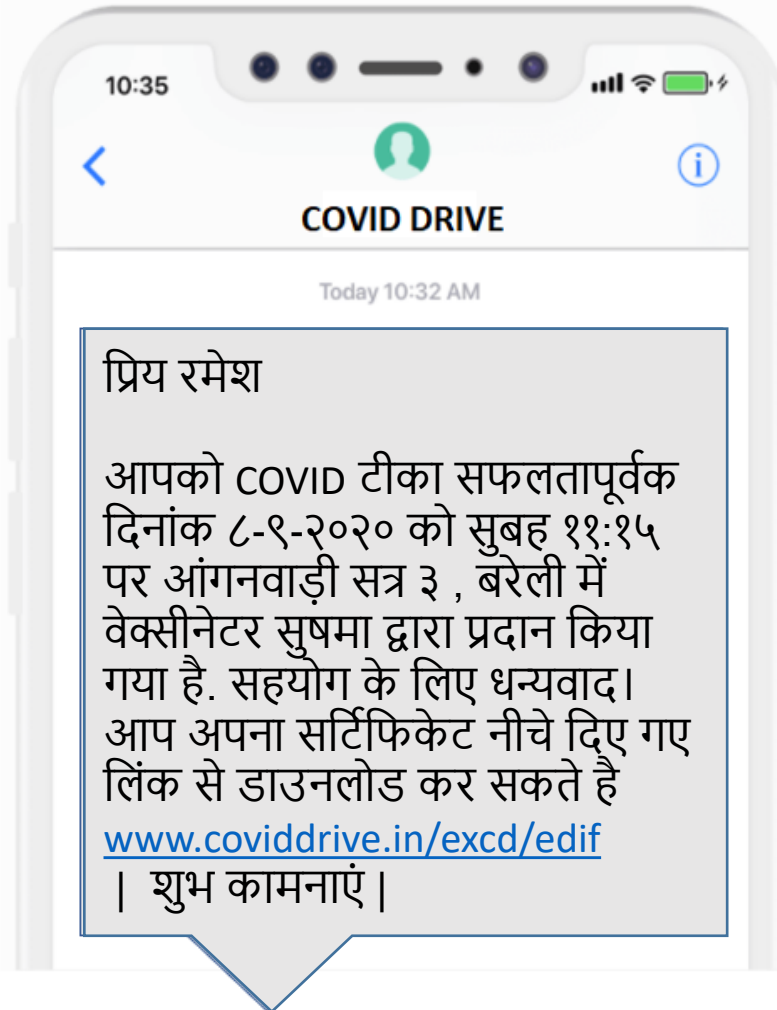 10:35
COVID DRIVE
Today 10:32 AM
प्रिय रमेश
आपको COVID टीका सफलतापूर्वक
दिनांक ८-९-२०२० को सुबह ११:१५
पर आंगनवाड़ी सत्र ३ , बरेली में
वेक्सीनेटर सुषमा द्वारा प्रदान किया
गया है. सहयोग के लिए धन्यवाद।
आप अपना सर्टिफिकेट नीचे दिए गए
लिंक से डाउनलोड कर सकते है
www.coviddrive.in/excd/edif
| शुभ कामनाएं |